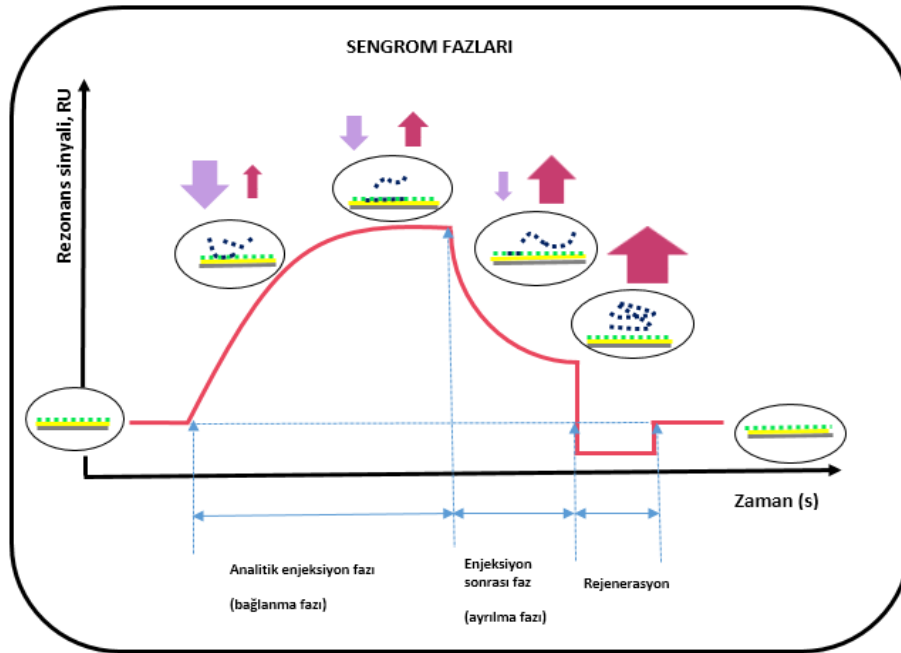 SENGROM FAZLARI
Rezonans sinyali, RU
Zaman (s)
Analitik enjeksiyon fazı
(bağlanma fazı)
Enjeksiyon
sonrası faz
(ayrılma fazı)
Rejenerasyon